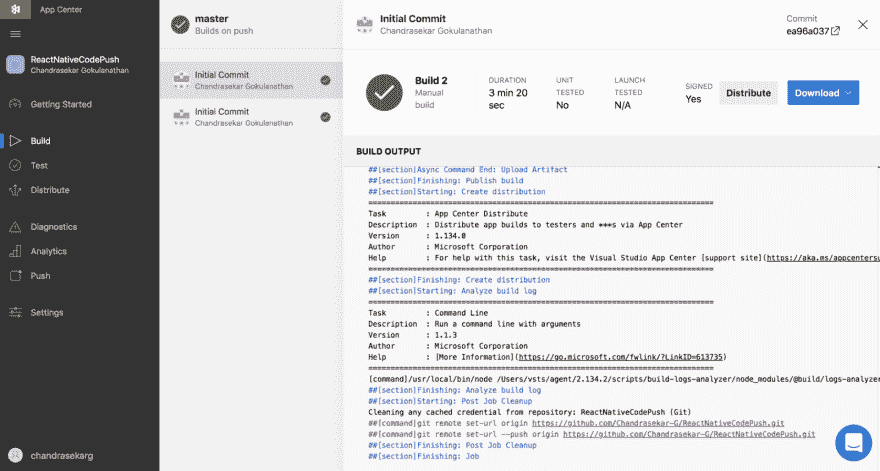 App Center
ReactNativeCodePush
Chandrasekar Gokulanathan
Getting Started
Build
Test
Distribute
Diagnostics
Analytics
Push
Settings
chandrasekarg
master
Builds on push
Initial Commit
Chandrasekar Gokulanathan
Initial Commit
Chandrasekar Gokulanathan
Initial Commit
Chandrasekar Gokulanathan
Commit
ea96a037
Build 2
Manual build
DURATION
3 min 20 sec
UNIT TESTED
No
LAUNCH TESTED
N/A
SIGNED
Yes
Distribute
Download
BUILD OUTPUT
##[section]Async Command End: Upload Artifact
##[section]Finishing: Publish build
##[section]Starting: Create distribution
==============================================================================
Task : App Center Distribute
Description : Distribute app builds to testers and ***s via App Center
Version : 1.134.0
Author : Microsoft Corporation
Help : For help with this task, visit the Visual Studio App Center [support site](https://aka.ms/appcentersu
==============================================================================
##[section]Finishing: Create distribution
##[section]Starting: Analyze build log
==============================================================================
Task : Command Line
Description : Run a command line with arguments
Version : 1.1.3
Author : Microsoft Corporation
Help : [More Information](https://go.microsoft.com/fwlink/?LinkID=613735)
==============================================================================
[command]/usr/local/bin/node /Users/vsts/agent/2.134.2/scripts/build-logs-analyzer/node_modules/@build/logs-analyzer
##[section]Finishing: Analyze build log
##[section]Starting: Post Job Cleanup
Cleaning any cached credential from repository: ReactNativeCodePush (Git)
##[command]git remote set-url origin https://github.com/Chandrasekar-G/ReactNativeCodePush.git
##[command]git remote set-url --push origin https://github.com/Chandrasekar-G/ReactNativeCodePush.git
##[section]Finishing: Post Job Cleanup
##[section]Finishing: Job